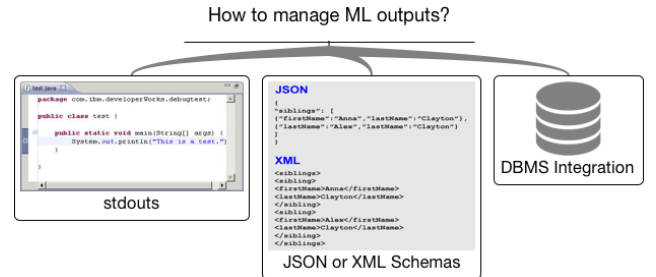 How to manage ML outputs?
test.java
package com.ibm.developerWorks.debugtest;
public class test {
public static void main(String[] args) {
System.out.println("This is a test.")
}
}
stdouts
JSON
{
"siblings": [
{"firstName":"Anna","lastName":"Clayton"},
{"lastName":"Alex","lastName":"Clayton"}
]
}
XML
<siblings>
<sibling>
<firstName>Anna</firstName>
<lastName>Clayton</lastName>
</sibling>
<sibling>
<firstName>Alex</firstName>
<lastName>Clayton</lastName>
</sibling>
</siblings>
JSON or XML Schemas
DBMS Integration